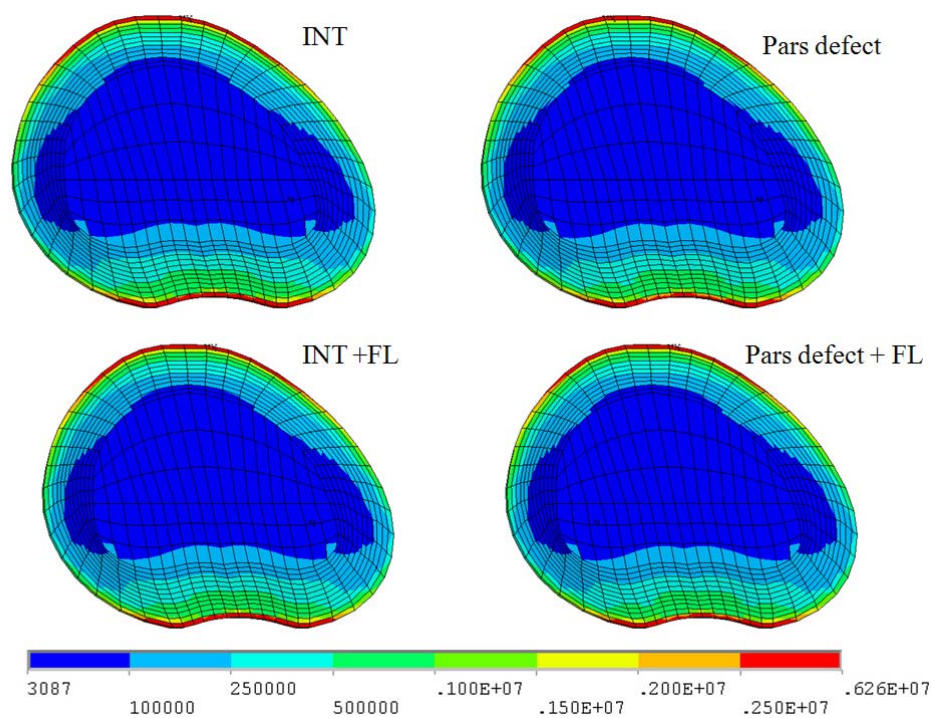 INT
Pars defect
INT +FL
Pars defect + FL
3087 250000 .100E+07 .200E+07 .626E+07
100000 500000 .150E+07 .250E+07